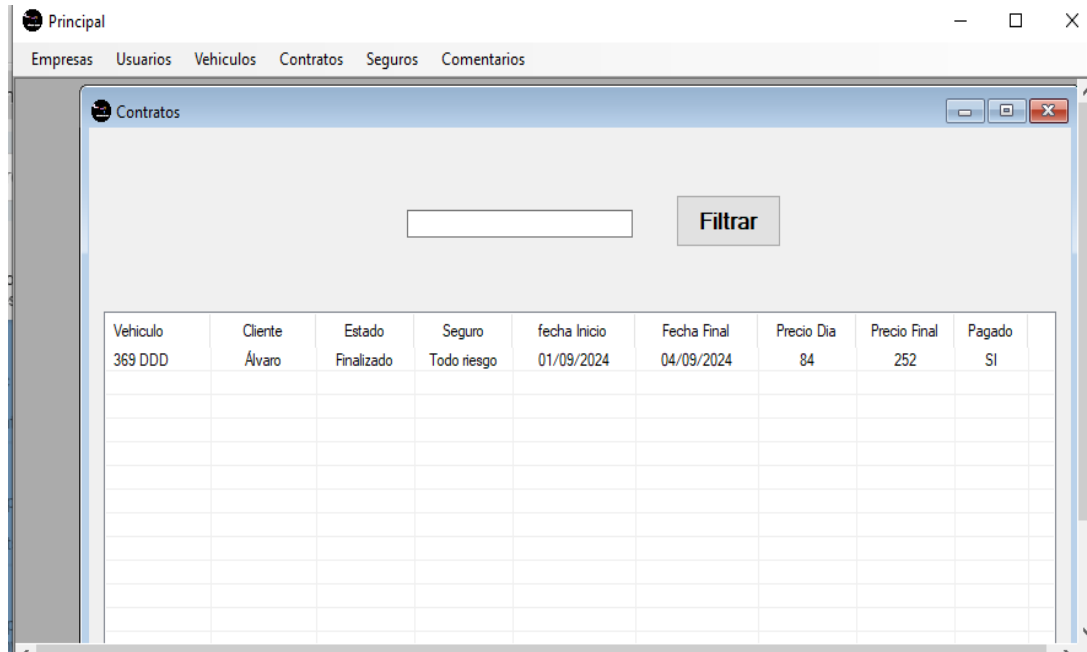 Principal
Empresas Usuarios Vehiculos Contratos Seguros Comentarios
Contratos
Filtrar
Vehiculo Cliente Estado Seguro fecha Inicio Fecha Final Precio Dia Precio Final Pagado
369 DDD Álvaro Finalizado Todo riesgo 01/09/2024 04/09/2024 84 252 SI